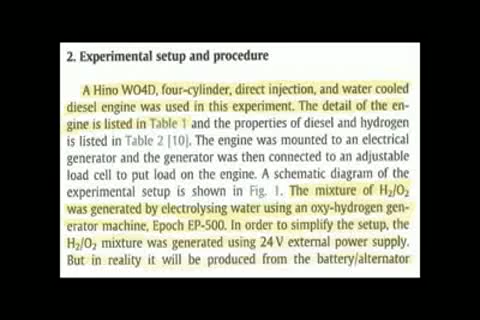 2. Experimental setup and procedure
A Hino WO4D, four-cylinder, direct injection, and water cooled
diesel engine was used in this experiment. The detail of the en-
gine is listed in Table 1 and the properties of diesel and hydrogen
is listed in Table 2 [10]. The engine was mounted to an electrical
generator and the generator was then connected to an adjustable
load cell to put load on the engine. A schematic diagram of the
experimental setup is shown in Fig. 1. The mixture of H₂/O₂
was generated by electrolysing water using an oxy-hydrogen gen-
erator machine, Epoch EP-500. In order to simplify the setup, the
H₂/O₂ mixture was generated using 24 V external power supply.
But in reality it will be produced from the battery/alternator